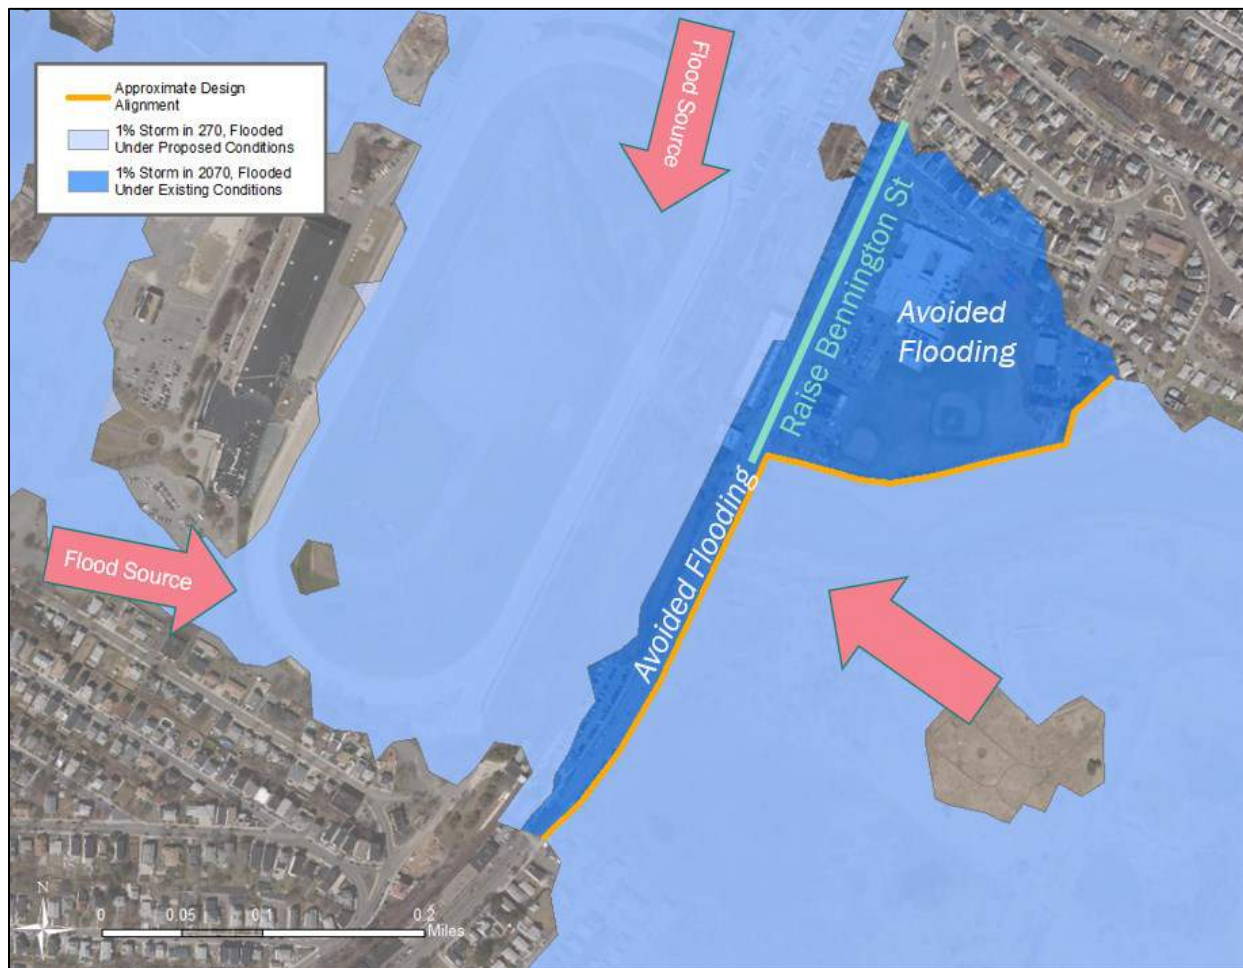 Approximate Design
Alignment
1% Storm in 270, Flooded
Under Proposed Conditions
1% Storm in 2070, Flooded
Under Existing Conditions
Flood Source
Raise Bennington St
Avoided
Flooding
Avoided Flooding
Flood Source
N
0 0.05 0.1 0.2
Miles